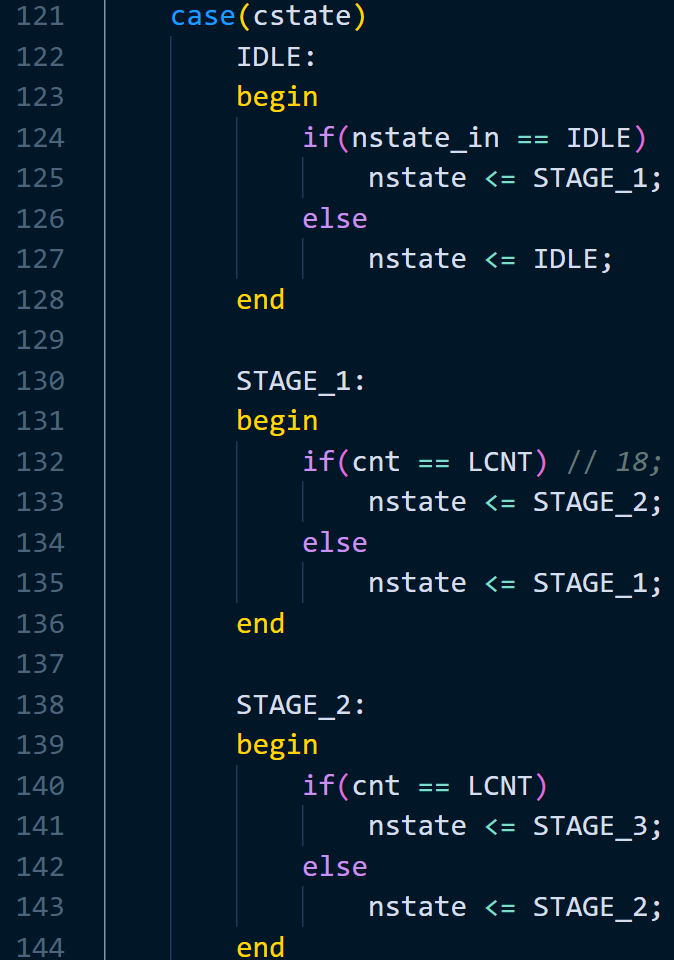 121 case(cstate)
122 IDLE:
123 begin
124 if(nstate_in == IDLE)
125 nstate <= STAGE_1;
126 else
127 nstate <= IDLE;
128 end
129
130 STAGE_1:
131 begin
132 if(cnt == LCNT) // 18;
133 nstate <= STAGE_2;
134 else
135 nstate <= STAGE_1;
136 end
137
138 STAGE_2:
139 begin
140 if(cnt == LCNT)
141 nstate <= STAGE_3;
142 else
143 nstate <= STAGE_2;
144 end